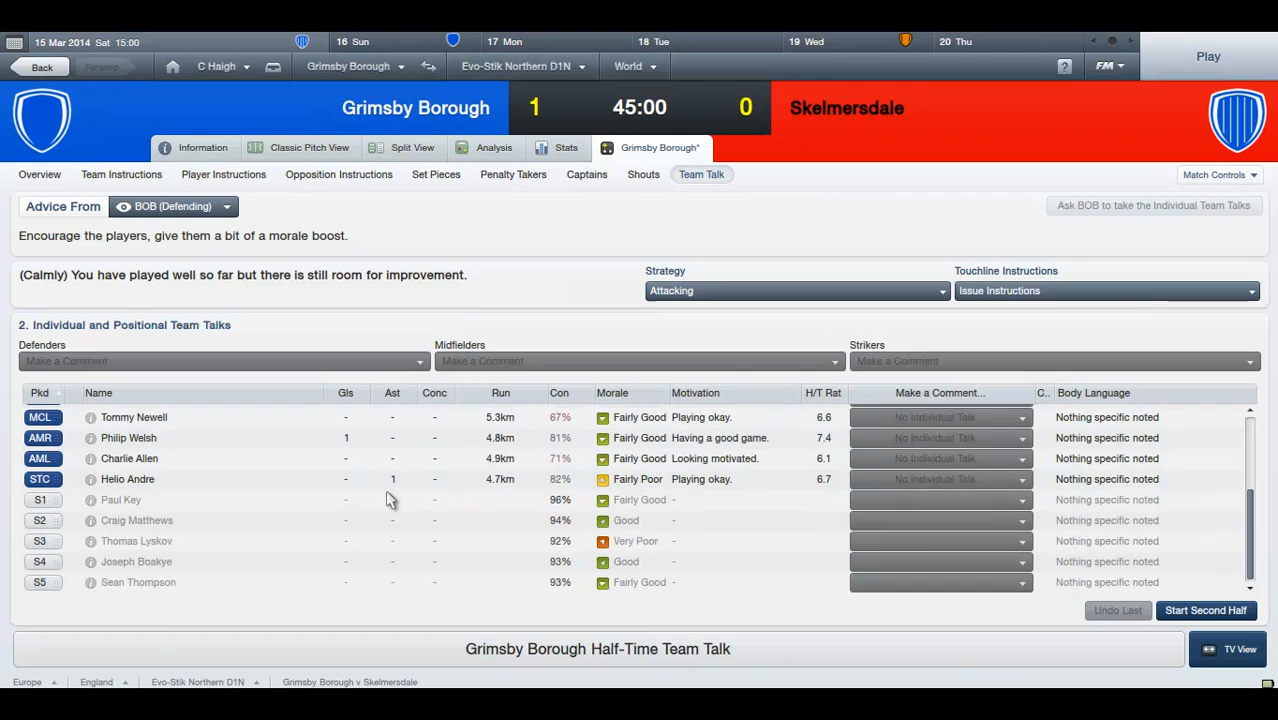 15 Mar 2014 Sat 15:00 16 Sun 17 Mon 18 Tue 19 Wed 20 Thu
Back Forward C Haigh Grimsby Borough Evo-Stik Northern D1N World ? FM Play
Grimsby Borough 1 45:00 0 Skelmersdale
Information Classic Pitch View Split View Analysis Stats Grimsby Borough*
Overview Team Instructions Player Instructions Opposition Instructions Set Pieces Penalty Takers Captains Shouts Team Talk Match Controls
Advice From BOB (Defending) Ask BOB to take the Individual Team Talks
Encourage the players, give them a bit of a morale boost.
Strategy Touchline Instructions
(Calmly) You have played well so far but there is still room for improvement.
Attacking Issue Instructions
2. Individual and Positional Team Talks
Defenders Midfielders Strikers
Make a Comment Make a Comment Make a Comment
Pkd Name Gls Ast Conc Run Con Morale Motivation H/T Rat Make a Comment... C.. Body Language
MCL Tommy Newell - - - 5.3km 67% Fairly Good Playing okay. 6.6 No Individual Talk Nothing specific noted
AMR Philip Welsh 1 - - 4.8km 81% Fairly Good Having a good game. 7.4 No Individual Talk Nothing specific noted
AML Charlie Allen - - - 4.9km 71% Fairly Good Looking motivated. 6.1 No Individual Talk Nothing specific noted
STC Helio Andre - 1 - 4.7km 82% Fairly Poor Playing okay. 6.7 No Individual Talk Nothing specific noted
S1 Paul Key - - - 96% Fairly Good - Nothing specific noted
S2 Craig Matthews - - - 94% Good - Nothing specific noted
S3 Thomas Lyskov - - - 92% Very Poor - Nothing specific noted
S4 Joseph Boakye - - - 93% Good - Nothing specific noted
S5 Sean Thompson - - - 93% Fairly Good - Nothing specific noted
Undo Last Start Second Half
Grimsby Borough Half-Time Team Talk TV View
Europe England Evo-Stik Northern D1N Grimsby Borough v Skelmersdale